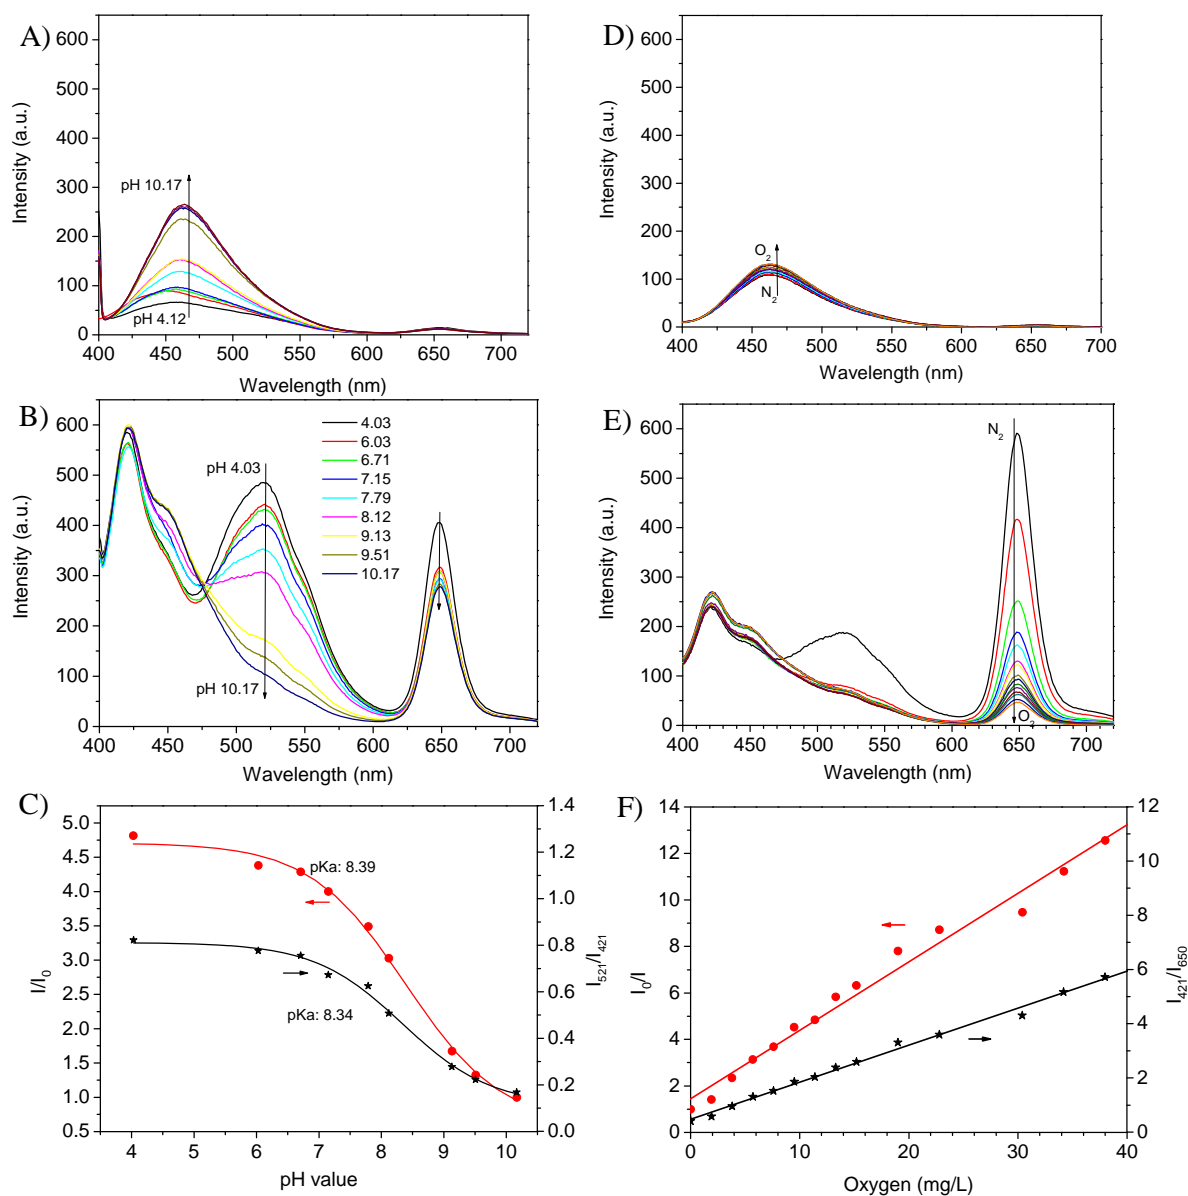 A)
600
500
400
300
250
200
150
100
50
0
Intensity (a.u.)
pH 10.17
pH 4.12
400 450 500 550 600 650 700
Wavelength (nm)
D)
600
500
400
300
200
100
0
Intensity (a.u.)
O2
N2
400 450 500 550 600 650 700
Wavelength (nm)
B)
600
500
400
300
200
100
0
Intensity (a.u.)
pH 4.03
pH 10.17
4.03
6.03
6.71
7.15
7.79
8.12
9.13
9.51
10.17
400 450 500 550 600 650 700
Wavelength (nm)
E)
600
500
400
300
200
150
100
50
0
Intensity (a.u.)
N2
O2
400 450 500 550 600 650 700
Wavelength (nm)
C)
5.0
4.5
4.0
3.5
3.0
2.5
2.0
1.5
1.0
0.5
I/I0
pKa: 8.39
pKa: 8.34
1.4
1.2
1.0
0.8
0.6
0.4
0.2
0.0
I521/I421
4 5 6 7 8 9 10
pH value
F)
14
12
10
8
6
4
2
0
I0/I
12
10
8
6
4
2
0
I421/I650
0 10 20 30 40
Oxygen (mg/L)